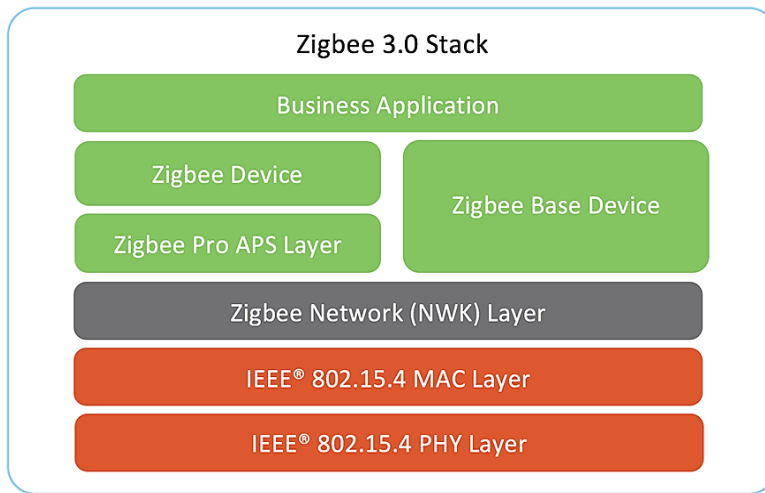 Zigbee 3.0 Stack
Business Application
Zigbee Device
Zigbee Base Device
Zigbee Pro APS Layer
Zigbee Network (NWK) Layer
IEEE® 802.15.4 MAC Layer
IEEE® 802.15.4 PHY Layer